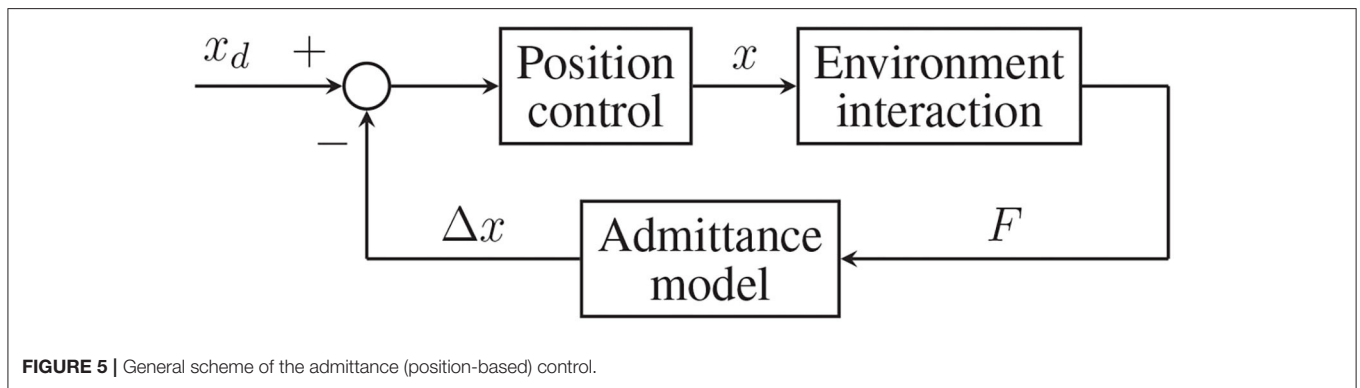 x_d +
Position
control
x
Environment
interaction
−
Δx
Admittance
model
F
FIGURE 5 | General scheme of the admittance (position-based) control.